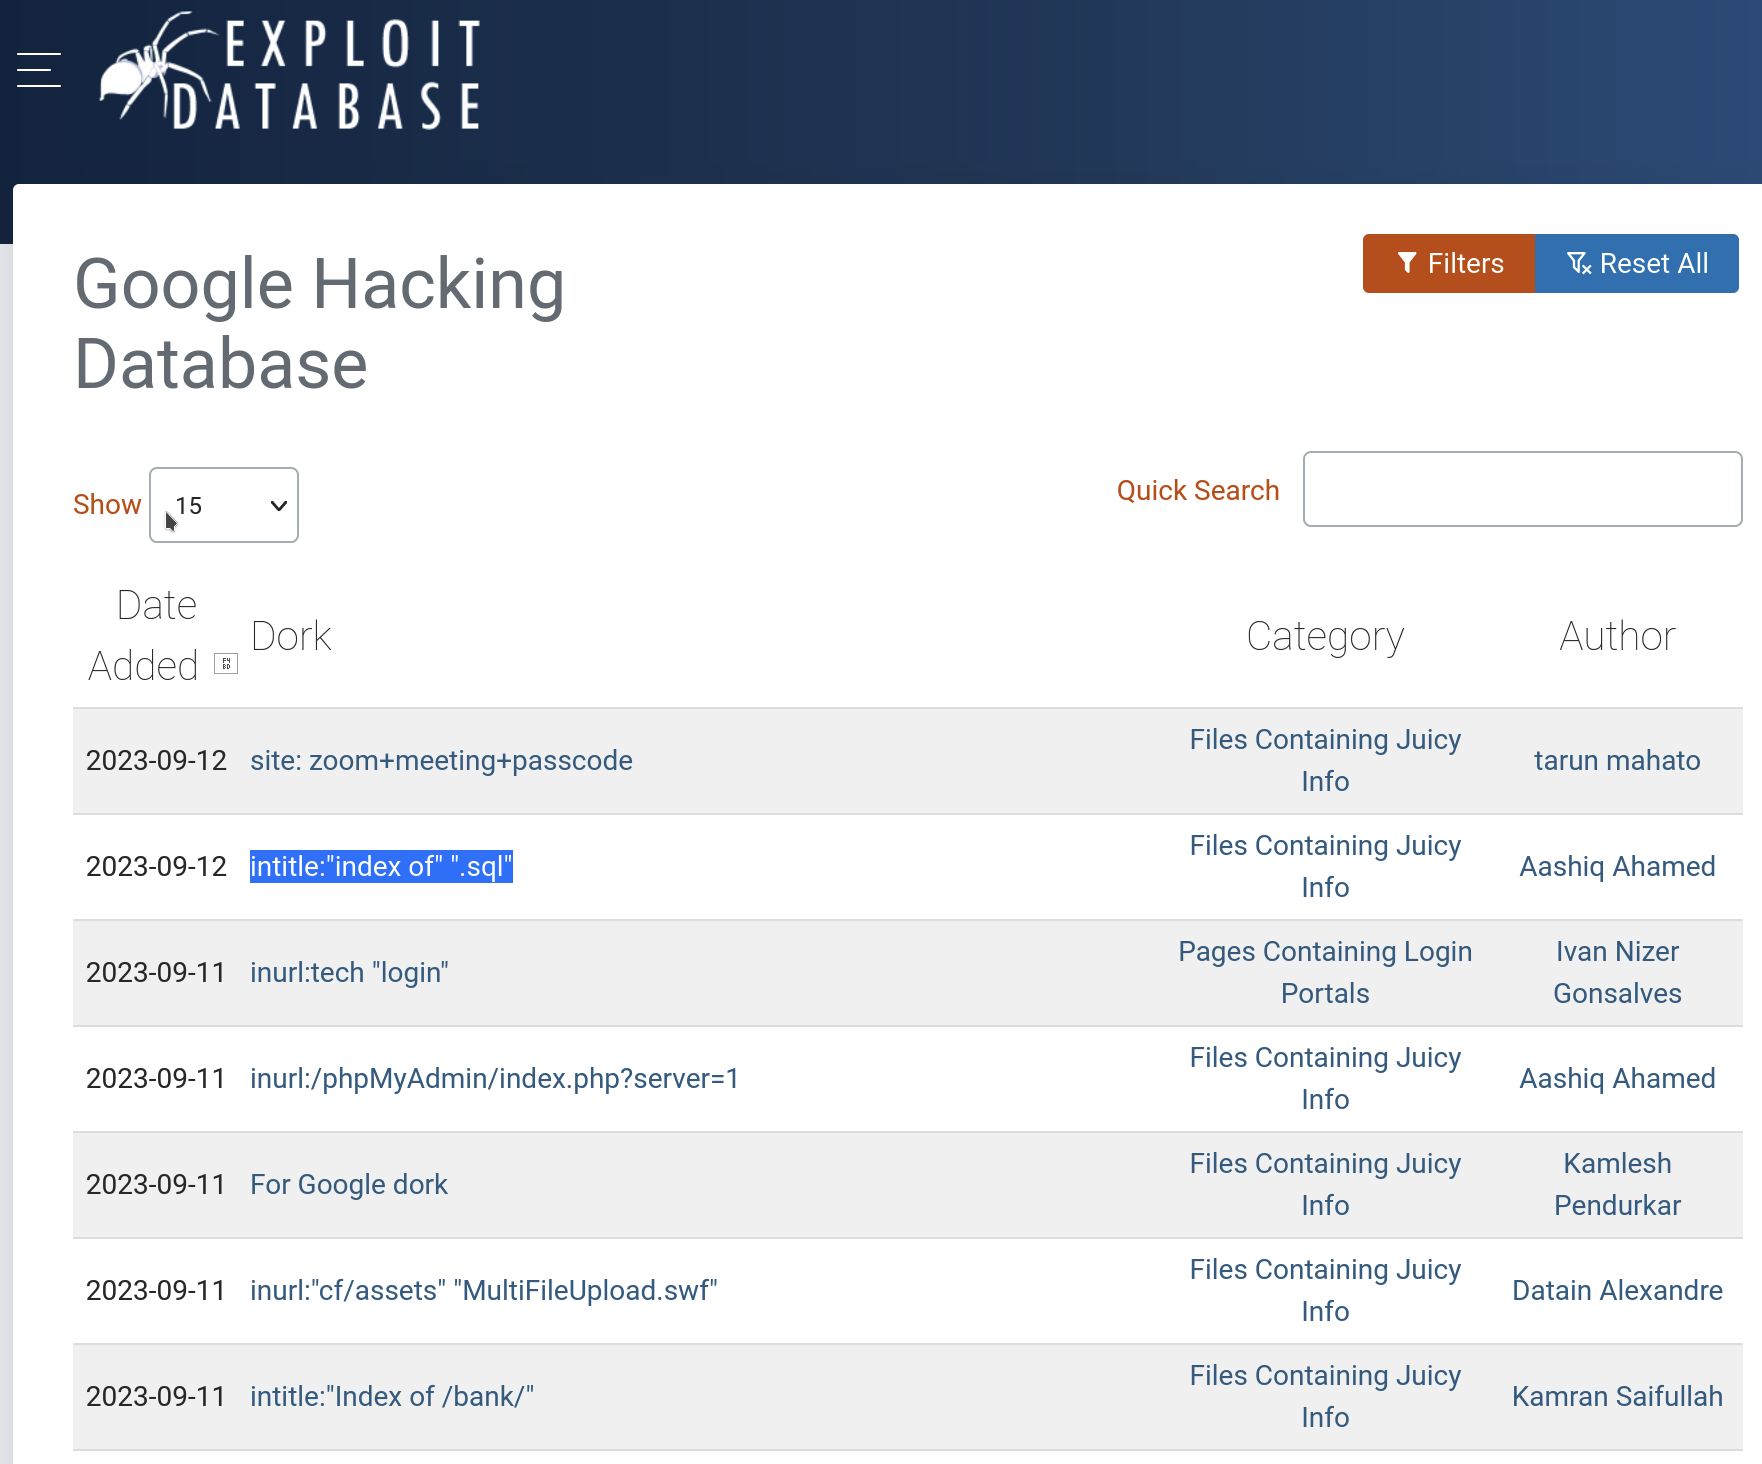 EXPLOIT
DATABASE
Google Hacking
Database
Filters
Reset All
Show
15
Quick Search
Date
Added
Dork
Category
Author
2023-09-12 site: zoom+meeting+passcode Files Containing Juicy
Info
tarun mahato
2023-09-12 intitle:"index of" ".sql" Files Containing Juicy
Info
Aashiq Ahamed
2023-09-11 inurl:tech "login" Pages Containing Login
Portals
Ivan Nizer
Gonsalves
2023-09-11 inurl:/phpMyAdmin/index.php?server=1 Files Containing Juicy
Info
Aashiq Ahamed
2023-09-11 For Google dork Files Containing Juicy
Info
Kamlesh
Pendurkar
2023-09-11 inurl:"cf/assets" "MultiFileUpload.swf" Files Containing Juicy
Info
Datain Alexandre
2023-09-11 intitle:"Index of /bank/" Files Containing Juicy
Info
Kamran Saifullah